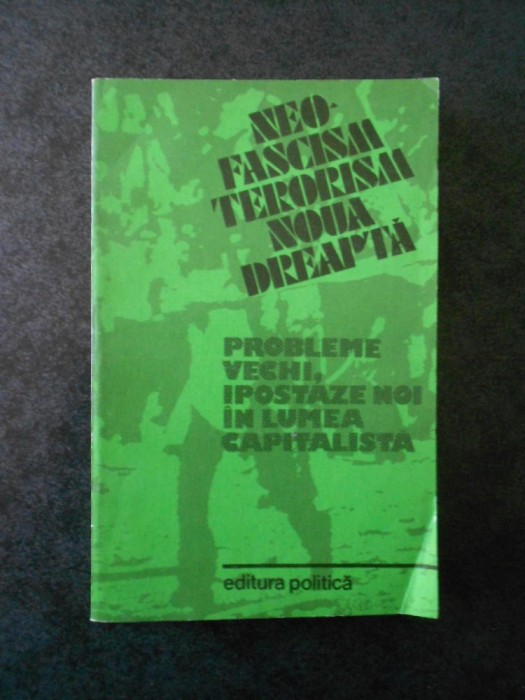 NEO-
FASCISM
TERORISM
NOUA
DREAPTĂ
PROBLEME
VECHI,
IPOSTAZE NOI
ÎN LUMEA
CAPITALISTĂ
editura politică